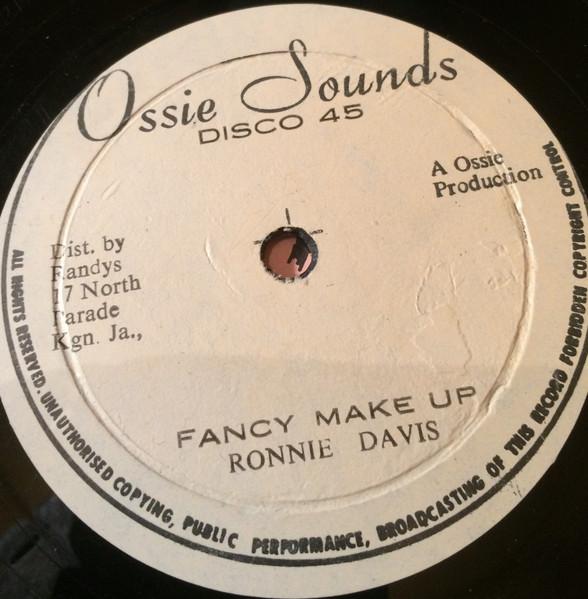 Ossie Sounds
DISCO 45
A Ossie
Production
Dist. by
Randys
17 North
Parade
Kgn. Ja.,
FANCY MAKE UP
RONNIE DAVIS
ALL RIGHTS RESERVED. UNAUTHORISED COPYING, PUBLIC PERFORMANCE, BROADCASTING OF THIS RECORD FORBIDDEN COPYRIGHT CONTROL